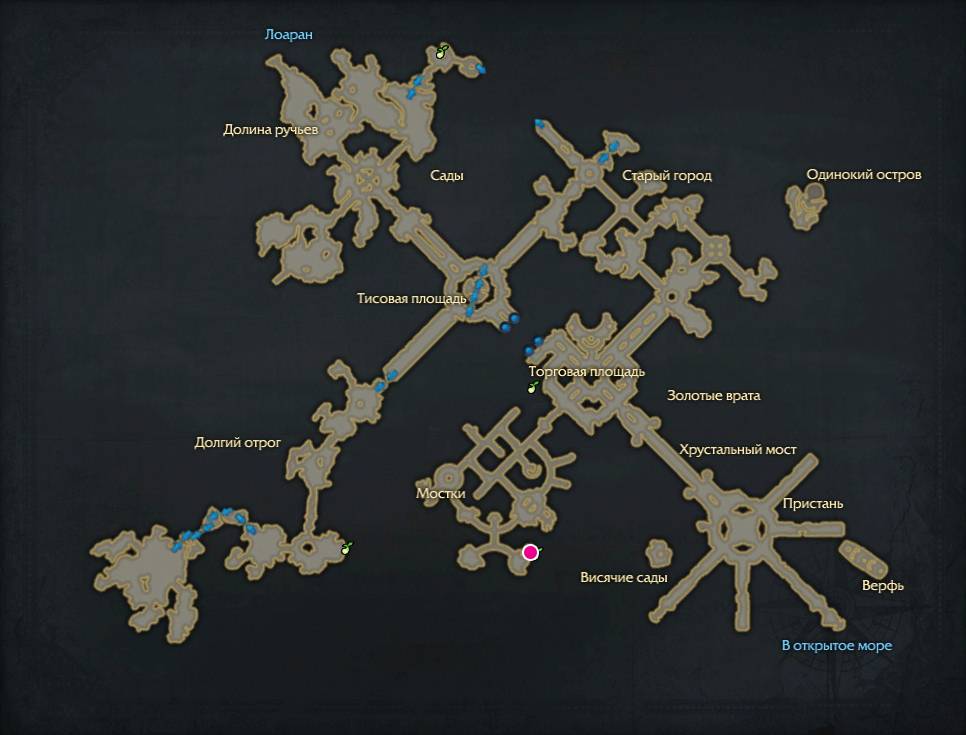 Лоаран
Долина ручьев
Сады
Старый город
Одинокий остров
Тисовая площадь
Торговая площадь
Золотые врата
Долгий отрог
Хрустальный мост
Мостки
Пристань
Висячие сады
Верфь
В открытое море